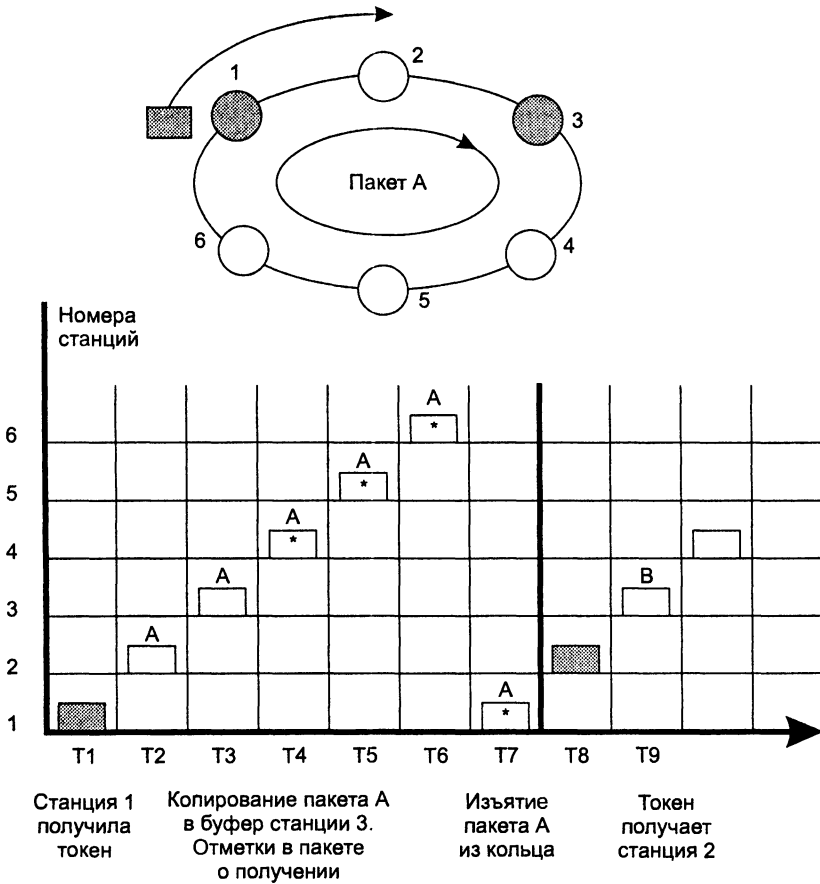 1
2
3
Пакет А
6
4
5
Номера
станций
А
6
*
А
5
*
А
4
*
А
В
3
А
2
А
1
*
T1 T2 T3 T4 T5 T6 T7 T8 T9
Станция 1
получила
токен
Копирование пакета А
в буфер станции 3.
Отметки в пакете
о получении
Изъятие
пакета А
из кольца
Токен
получает
станция 2